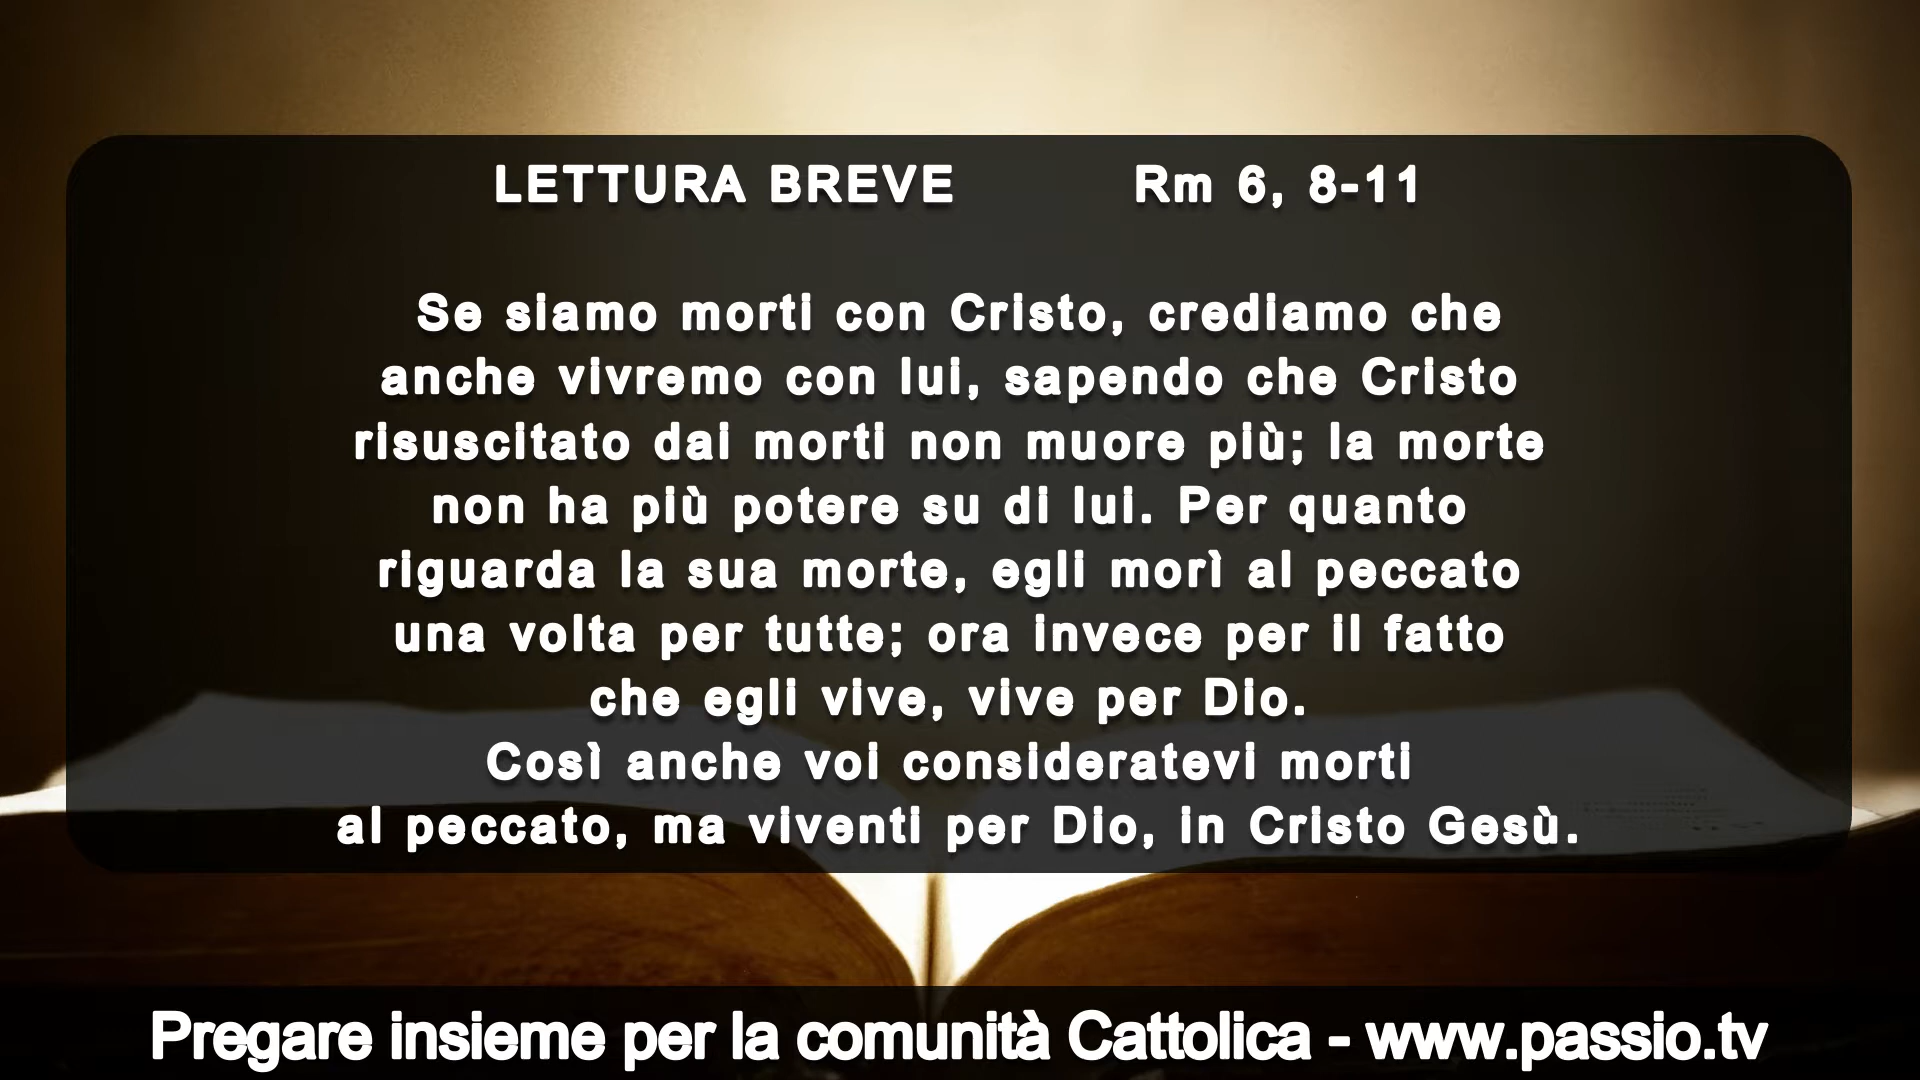 LETTURA BREVE Rm 6, 8-11
Se siamo morti con Cristo, crediamo che
anche vivremo con lui, sapendo che Cristo
risuscitato dai morti non muore più; la morte
non ha più potere su di lui. Per quanto
riguarda la sua morte, egli morì al peccato
una volta per tutte; ora invece per il fatto
che egli vive, vive per Dio.
Così anche voi consideratevi morti
al peccato, ma viventi per Dio, in Cristo Gesù.
Pregare insieme per la comunità Cattolica - www.passio.tv